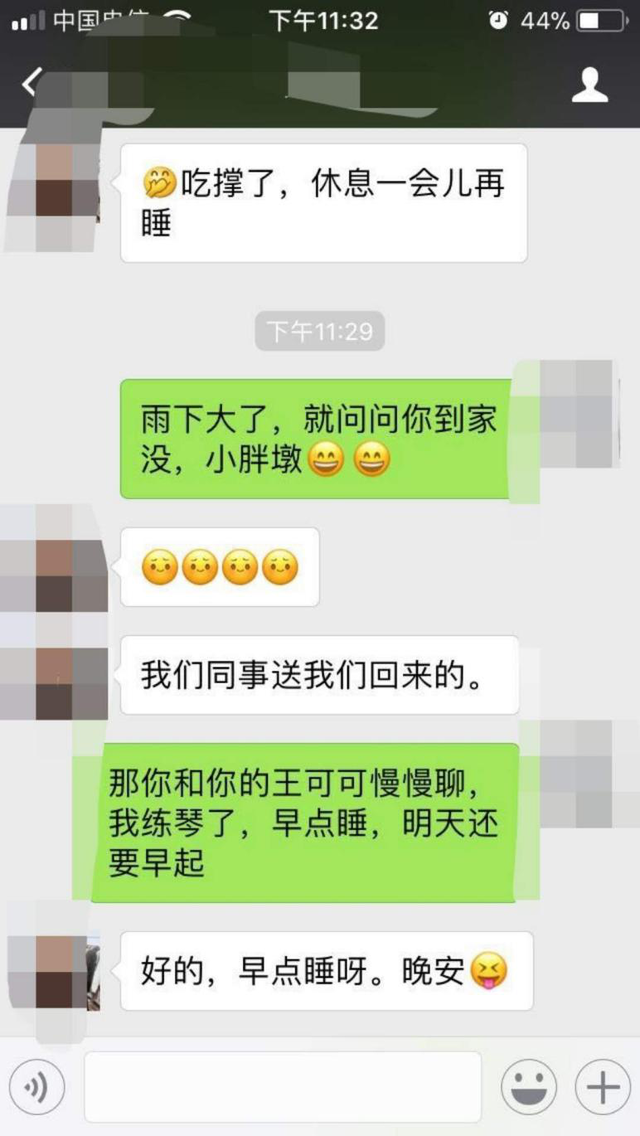 中国电信
下午11:32
44%
吃撑了，休息一会儿再
睡
下午11:29
雨下大了，就问问你到家
没，小胖墩
我们同事送我们回来的。
那你和你的王可可慢慢聊，
我练琴了，早点睡，明天还
要早起
好的，早点睡呀。晚安